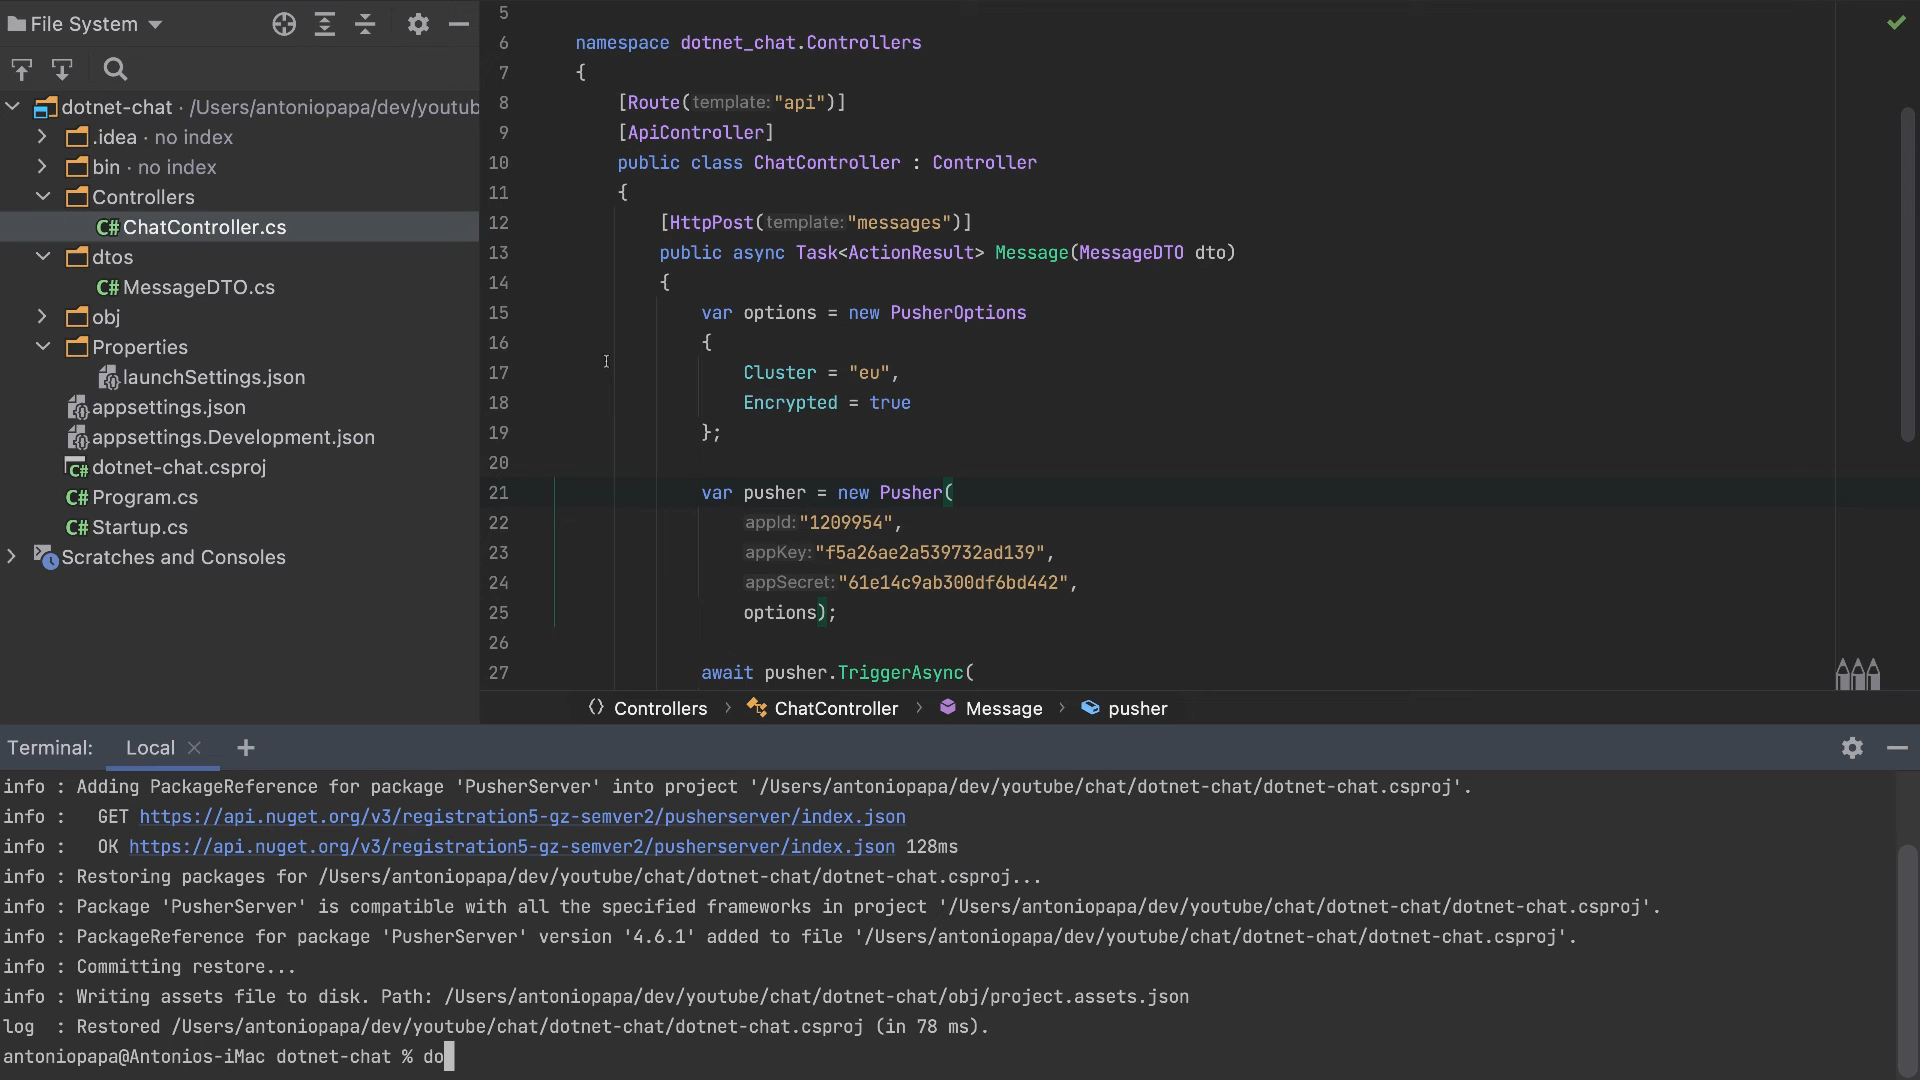 File System
dotnet-chat · /Users/antoniopapa/dev/youtub
.idea · no index
bin · no index
Controllers
C# ChatController.cs
dtos
C# MessageDTO.cs
obj
Properties
launchSettings.json
appsettings.json
appsettings.Development.json
C# dotnet-chat.csproj
C# Program.cs
C# Startup.cs
Scratches and Consoles
5
6 namespace dotnet_chat.Controllers
7 {
8 [Route( template: "api")]
9 [ApiController]
10 public class ChatController : Controller
11 {
12 [HttpPost( template: "messages")]
13 public async Task<ActionResult> Message(MessageDTO dto)
14 {
15 var options = new PusherOptions
16 {
17 Cluster = "eu",
18 Encrypted = true
19 };
20
21 var pusher = new Pusher(
22 appId: "1209954",
23 appKey: "f5a26ae2a539732ad139",
24 appSecret: "61e14c9ab300df6bd442",
25 options);
26
27 await pusher.TriggerAsync(
Controllers > ChatController > Message > pusher
Terminal: Local × +
info : Adding PackageReference for package 'PusherServer' into project '/Users/antoniopapa/dev/youtube/chat/dotnet-chat/dotnet-chat.csproj'.
info :   GET https://api.nuget.org/v3/registration5-gz-semver2/pusherserver/index.json
info :   OK https://api.nuget.org/v3/registration5-gz-semver2/pusherserver/index.json 128ms
info : Restoring packages for /Users/antoniopapa/dev/youtube/chat/dotnet-chat/dotnet-chat.csproj...
info : Package 'PusherServer' is compatible with all the specified frameworks in project '/Users/antoniopapa/dev/youtube/chat/dotnet-chat/dotnet-chat.csproj'.
info : PackageReference for package 'PusherServer' version '4.6.1' added to file '/Users/antoniopapa/dev/youtube/chat/dotnet-chat/dotnet-chat.csproj'.
info : Committing restore...
info : Writing assets file to disk. Path: /Users/antoniopapa/dev/youtube/chat/dotnet-chat/obj/project.assets.json
log  : Restored /Users/antoniopapa/dev/youtube/chat/dotnet-chat/dotnet-chat.csproj (in 78 ms).
antoniopapa@Antonios-iMac dotnet-chat % do